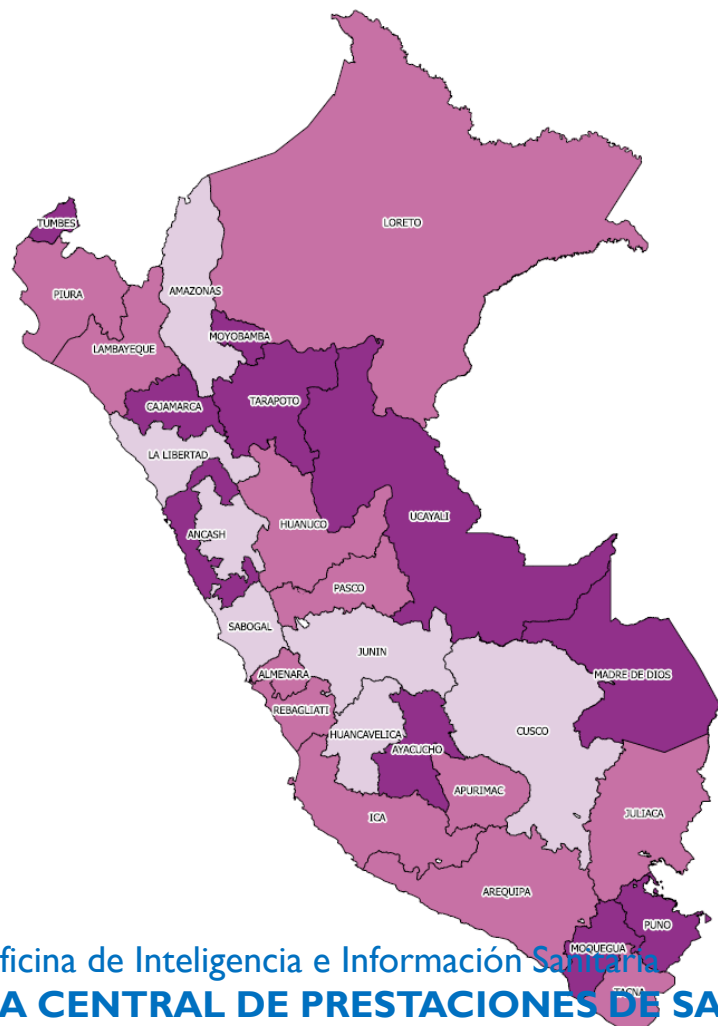 LORETO
TUMBES
PIURA
AMAZONAS
MOYOBAMBA
LAMBAYEQUE
CAJAMARCA
TARAPOTO
LA LIBERTAD
UCAYALI
HUANUCO
ANCASH
PASCO
SABOGAL
JUNIN
ALMENARA
MADRE DE DIOS
REBAGLIATI
HUANCAVELICA
CUSCO
AYACUCHO
APURIMAC
ICA
JULIACA
AREQUIPA
PUNO
MOQUEGUA
ficina de Inteligencia e Información Sanitaria
TACNA
A CENTRAL DE PRESTACIONES DE SA